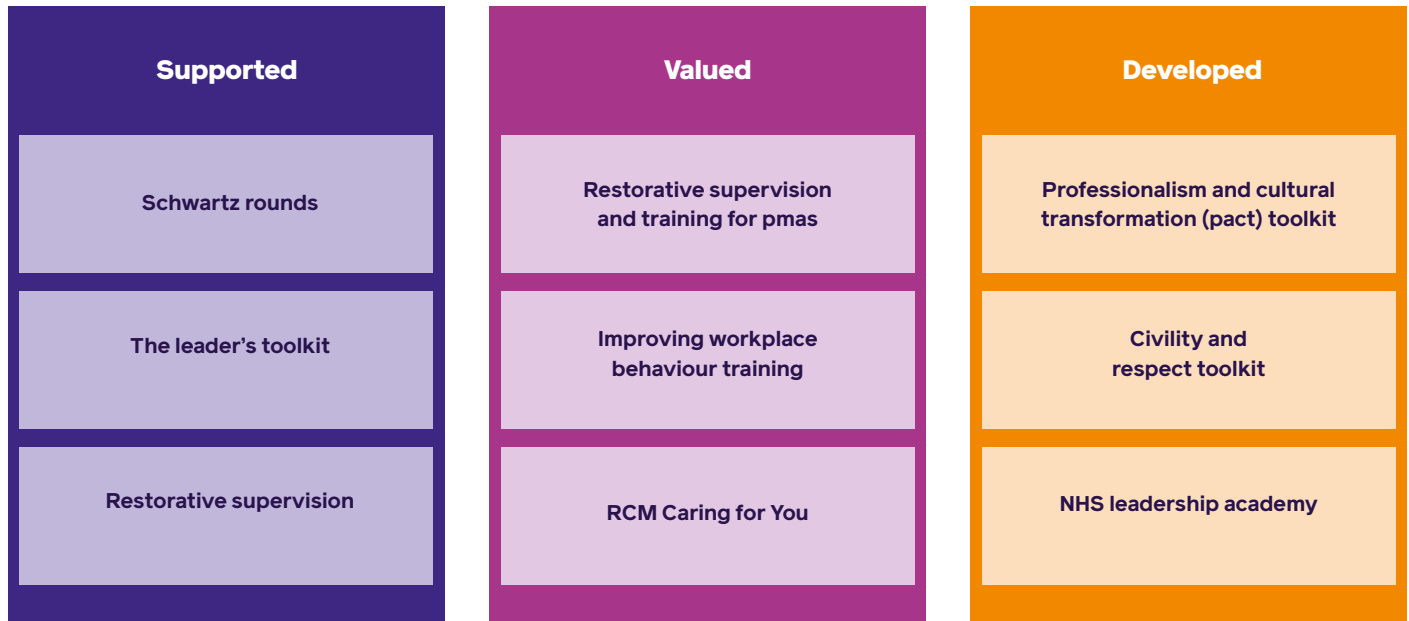 Supported
Schwartz rounds
The leader’s toolkit
Restorative supervision
Valued
Restorative supervision
and training for pmas
Improving workplace
behaviour training
RCM Caring for You
Developed
Professionalism and cultural
transformation (pact) toolkit
Civility and
respect toolkit
NHS leadership academy